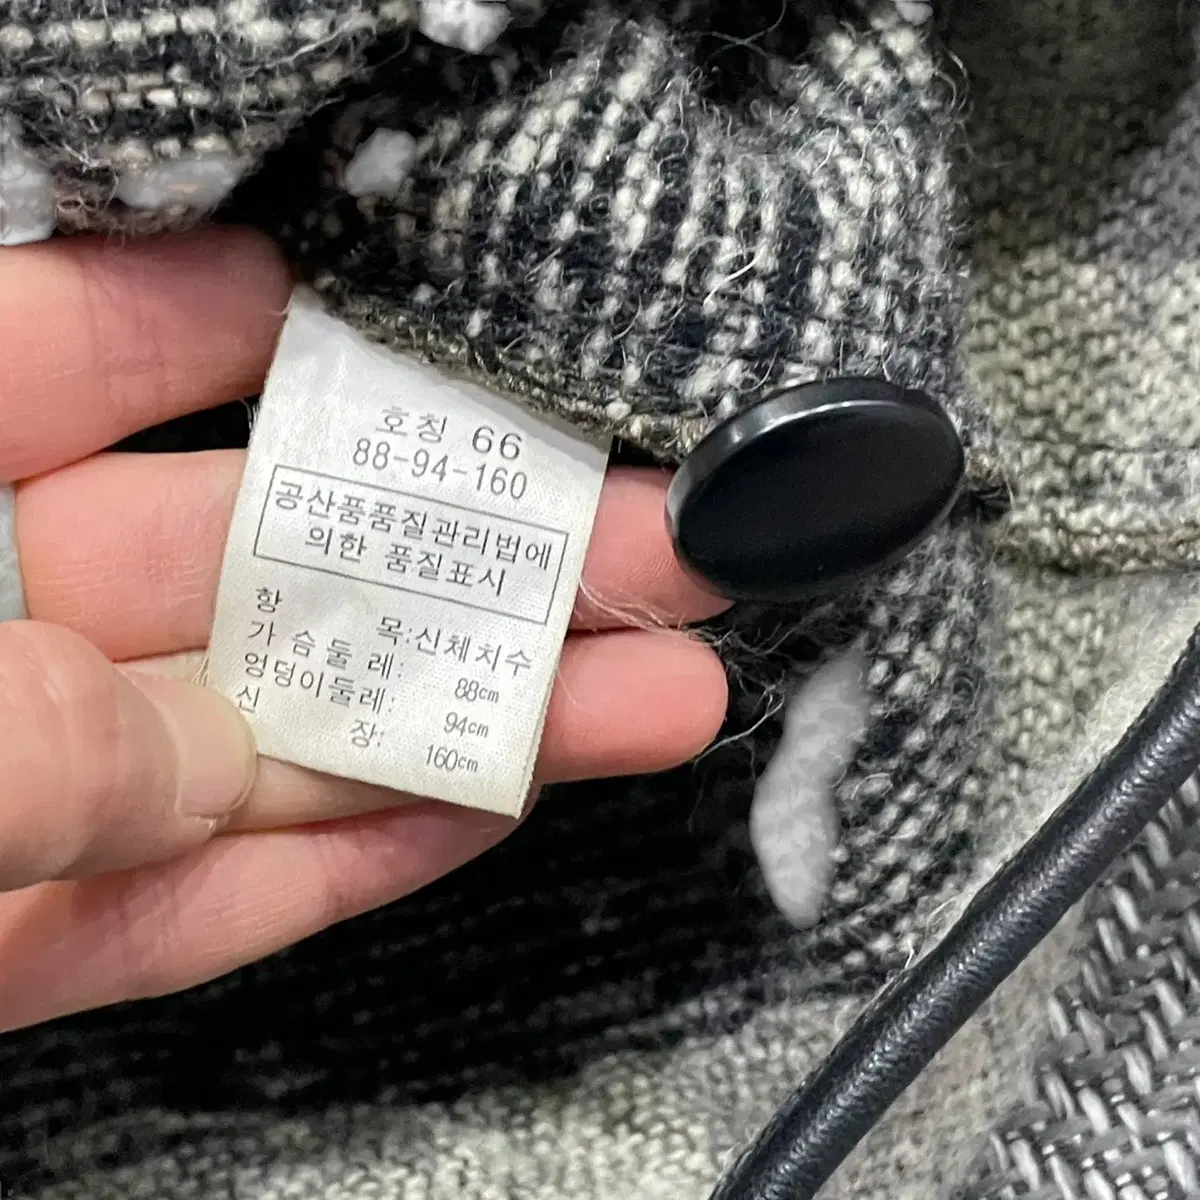 호칭 66
88-94-160
공산품품질관리법에
의한 품질표시
항 목:신체치수
가슴둘레: 88cm
엉덩이둘레: 94cm
신 장: 160cm